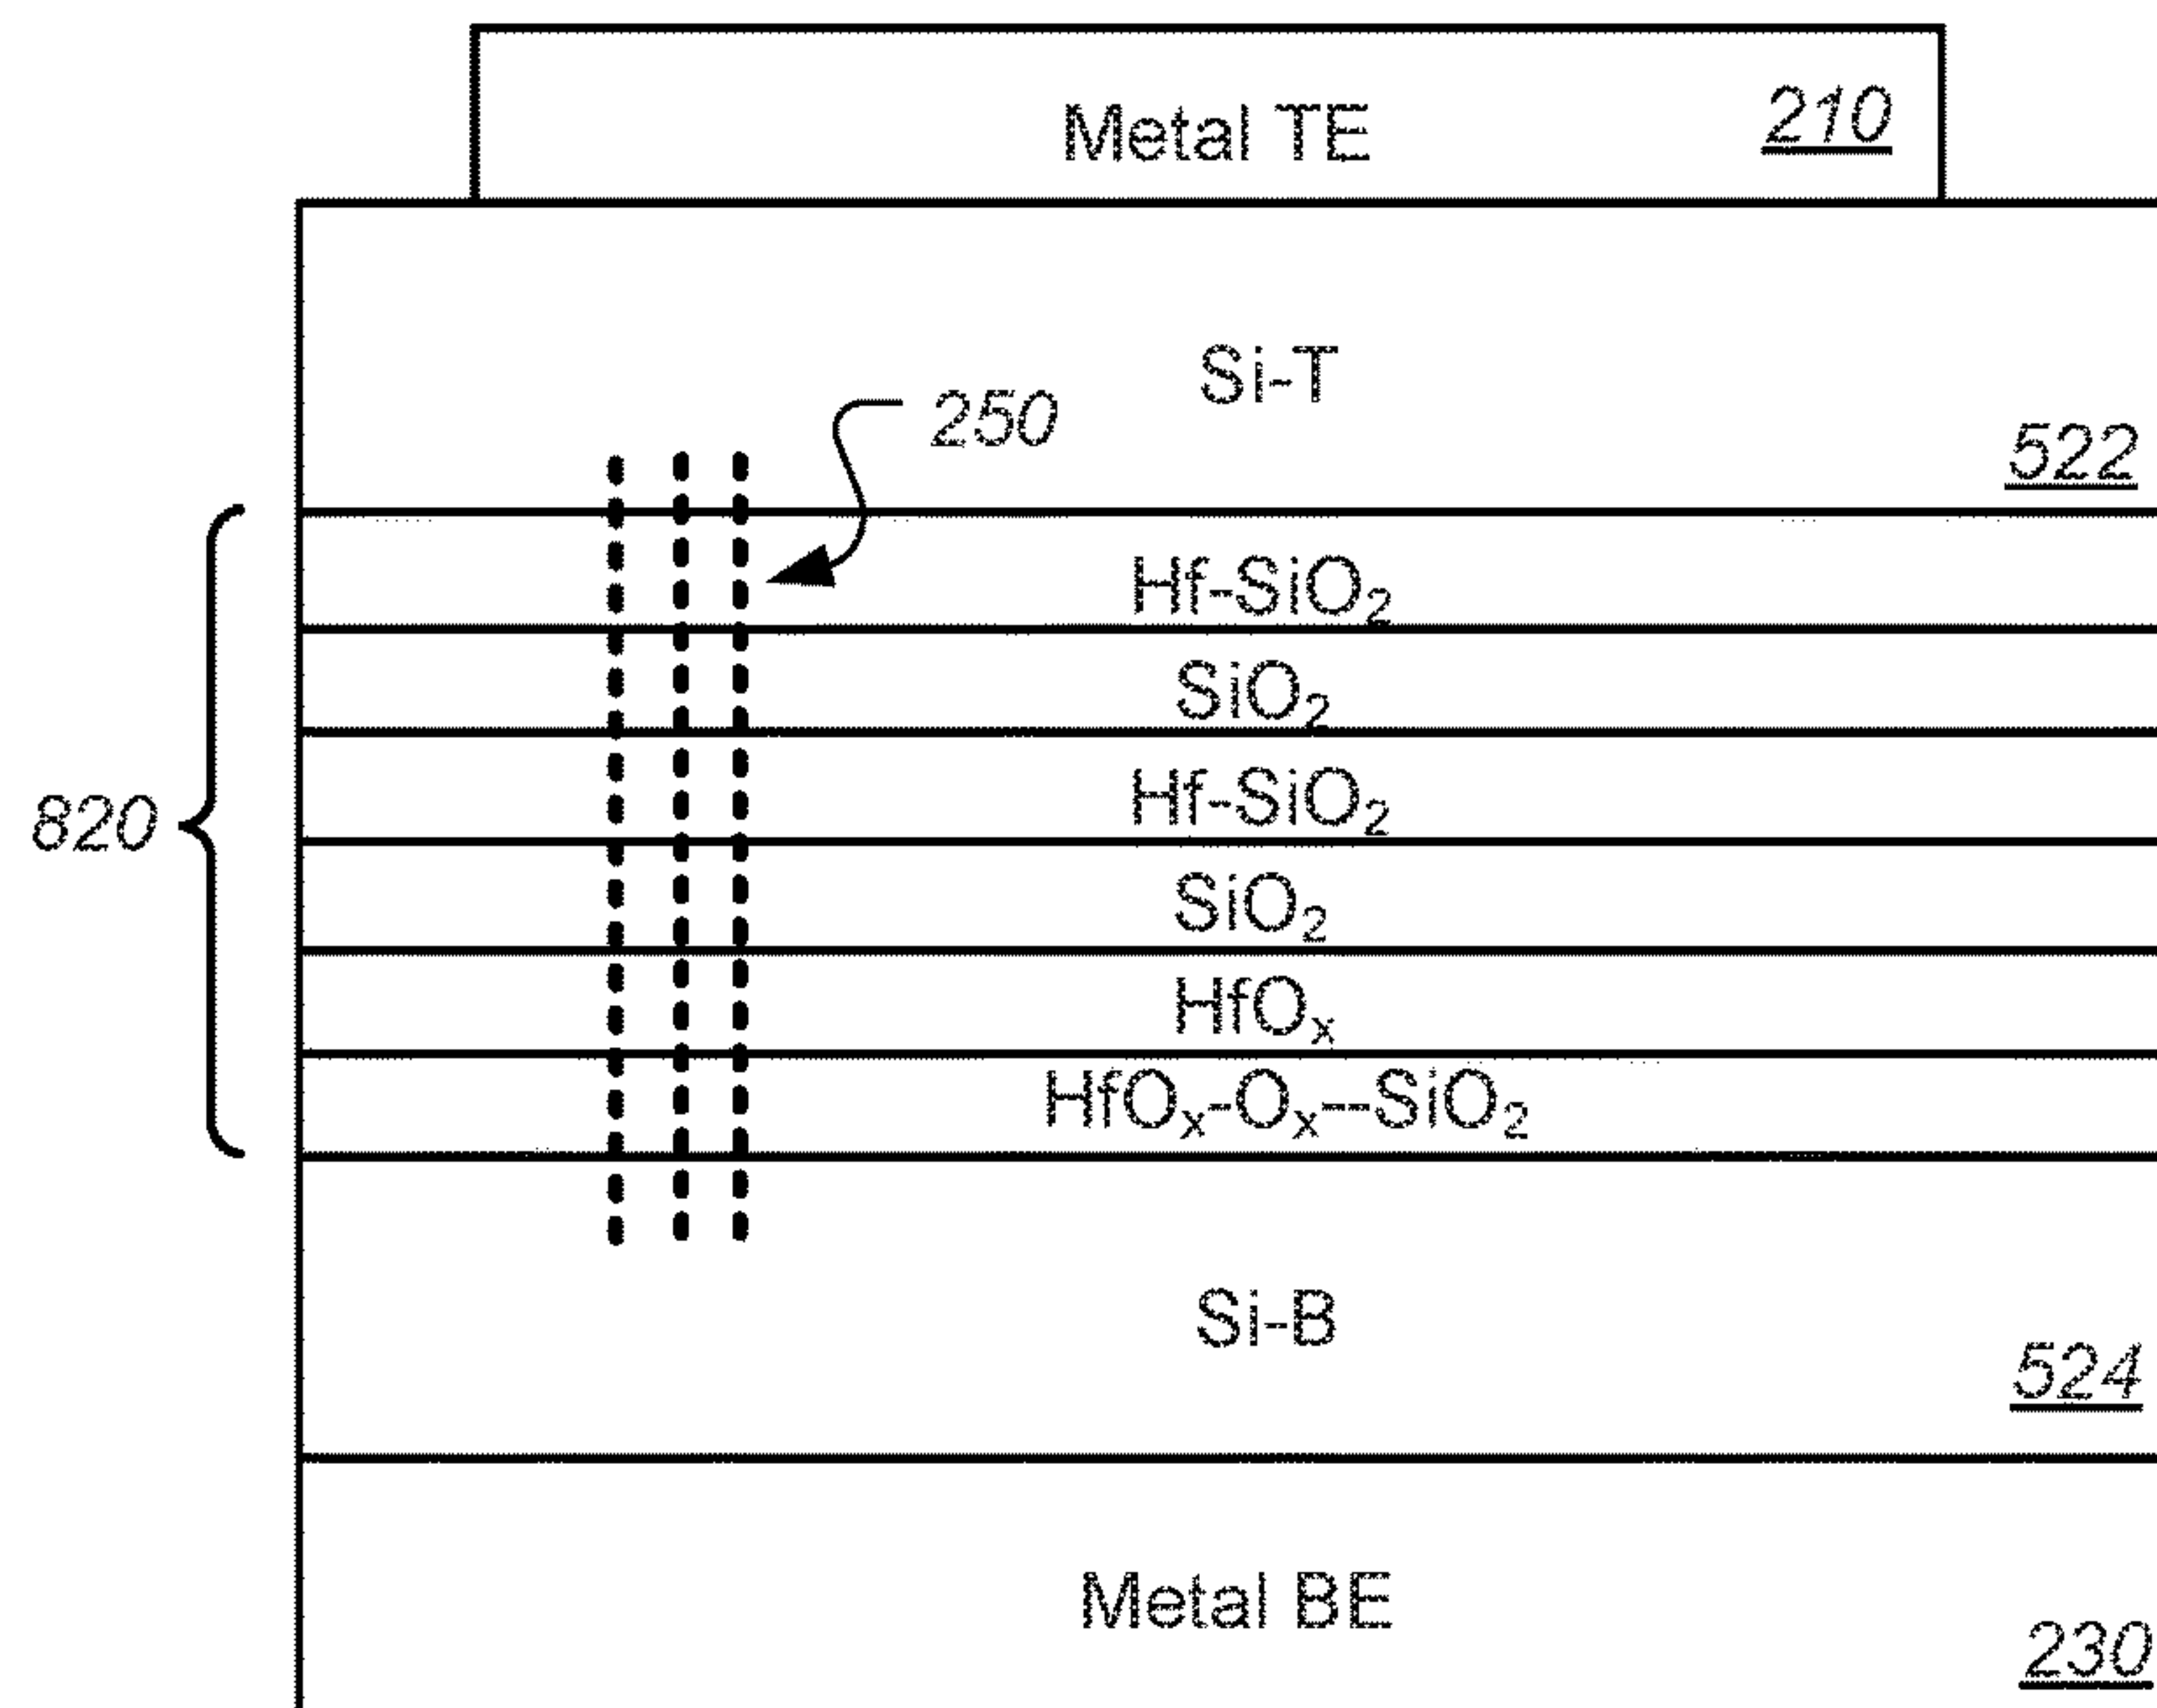 Metal TE 210
Si-T
250
522
Hf-SiO₂
SiO₂
Hf-SiO₂
820
SiO₂
HfOₓ
HfOₓ-Oₓ--SiO₂
Si-B
524
Metal BE
230